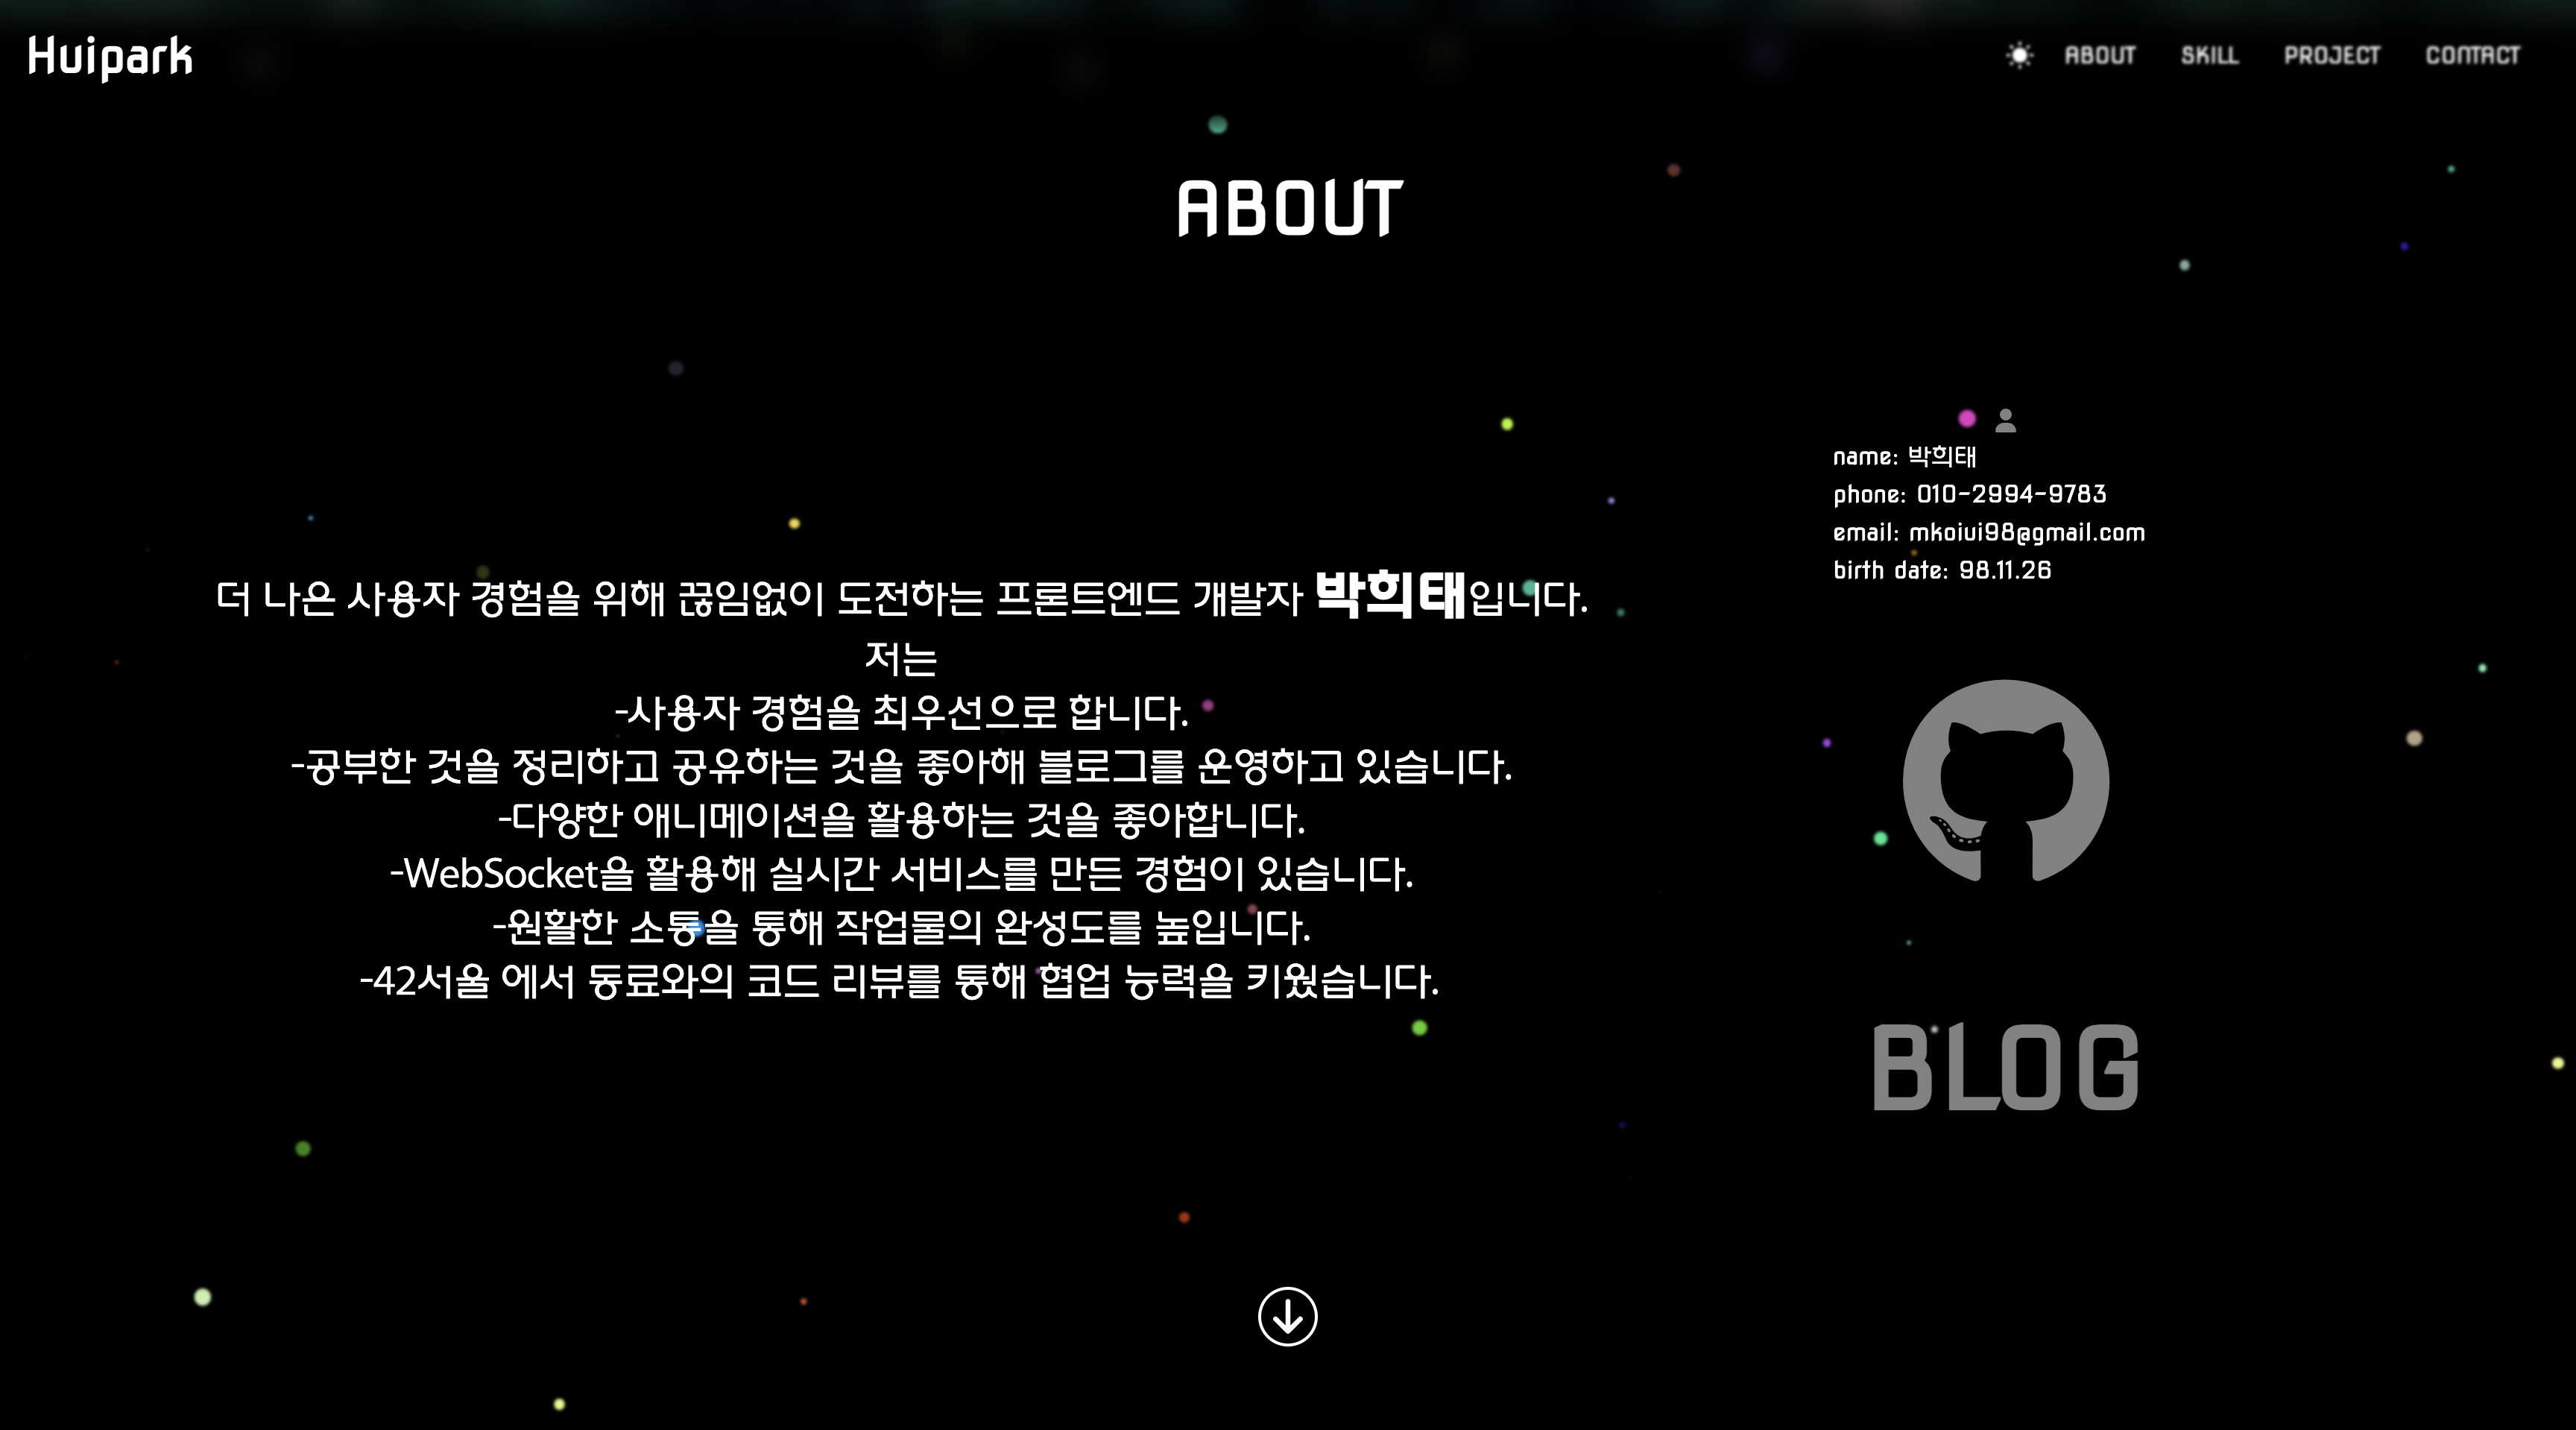 Huipark
ABOUT SKILL PROJECT CONTACT
ABOUT
더 나은 사용자 경험을 위해 끊임없이 도전하는 프론트엔드 개발자 박희태입니다.
저는
-사용자 경험을 최우선으로 합니다.
-공부한 것을 정리하고 공유하는 것을 좋아해 블로그를 운영하고 있습니다.
-다양한 애니메이션을 활용하는 것을 좋아합니다.
-WebSocket을 활용해 실시간 서비스를 만든 경험이 있습니다.
-원활한 소통을 통해 작업물의 완성도를 높입니다.
-42서울 에서 동료와의 코드 리뷰를 통해 협업 능력을 키웠습니다.
name: 박희태
phone: 010-2994-9783
email: mkoiui98@gmail.com
birth date: 98.11.26
BLOG